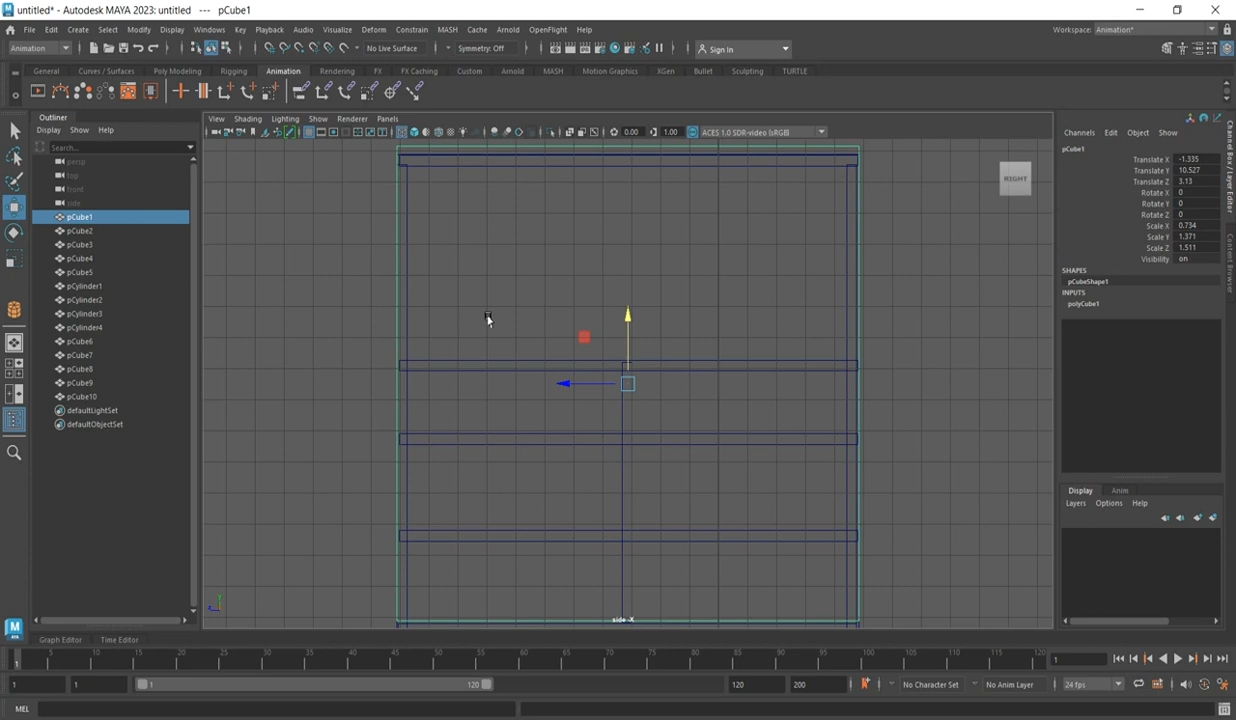 untitled* - Autodesk MAYA 2023: untitled --- pCube1
File Edit Create Select Modify Display Windows Key Playback Audio Visualize Deform Constrain MASH Cache Arnold OpenFlight Help
Workspace: Animation*
Animation
No Live Surface
Symmetry: Off
Sign In
General Curves / Surfaces Poly Modeling Rigging Animation Rendering FX FX Caching Custom Arnold MASH Motion Graphics XGen Bullet Sculpting TURTLE
Outliner
Display Show Help
Search...
persp
top
front
side
pCube1
pCube2
pCube3
pCube4
pCube5
pCylinder1
pCylinder2
pCylinder3
pCylinder4
pCube6
pCube7
pCube8
pCube9
pCube10
defaultLightSet
defaultObjectSet
View Shading Lighting Show Renderer Panels
0.00 1.00 ACES 1.0 SDR-video (sRGB)
RIGHT
side -X
Channels Edit Object Show
pCube1
Translate X -1.335
Translate Y 10.527
Translate Z 3.13
Rotate X 0
Rotate Y 0
Rotate Z 0
Scale X 0.734
Scale Y 1.371
Scale Z 1.511
Visibility on
SHAPES
pCubeShape1
INPUTS
polyCube1
Channel Box / Layer Editor
Content Browser
Display Anim
Layers Options Help
Graph Editor Time Editor
1 5 10 15 20 25 30 35 40 45 50 55 60 65 70 75 80 85 90 95 100 105 110 115 120
1
1 1 1 120 120 200 No Character Set No Anim Layer 24 fps
MEL